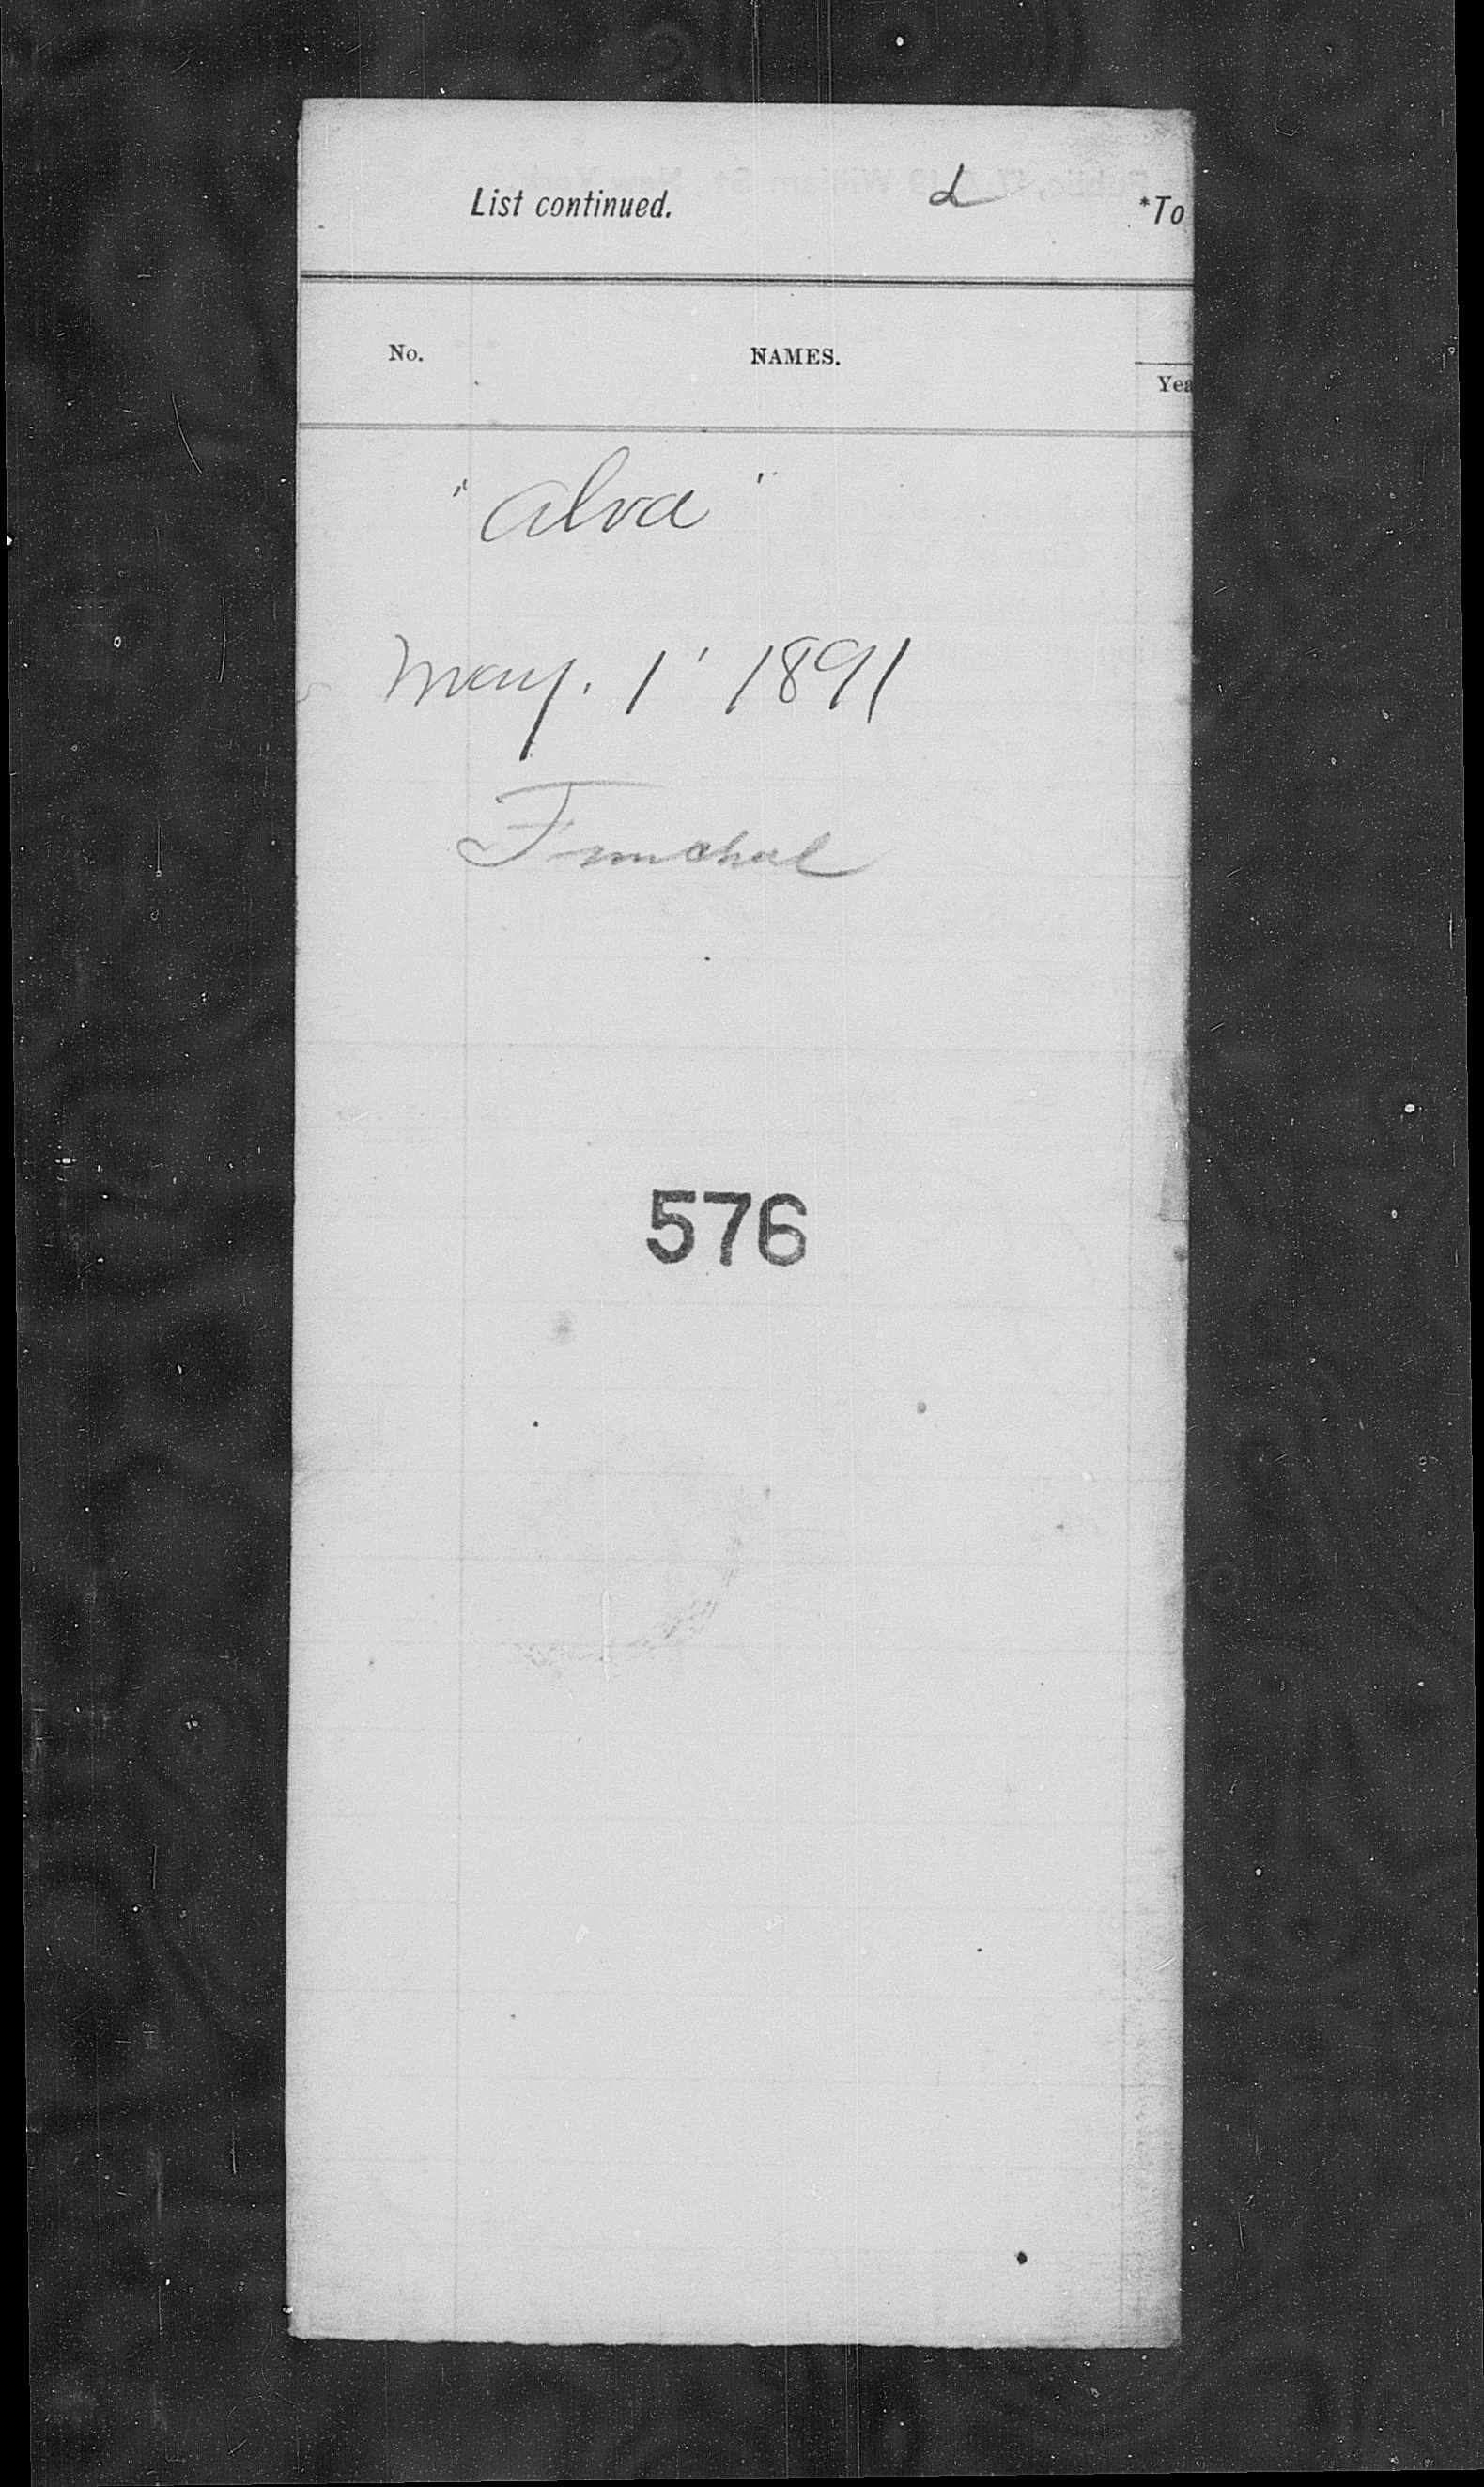 List continued. d *To
No. NAMES. Yea
"Alva"
May. 1' 1891
Funchal
576